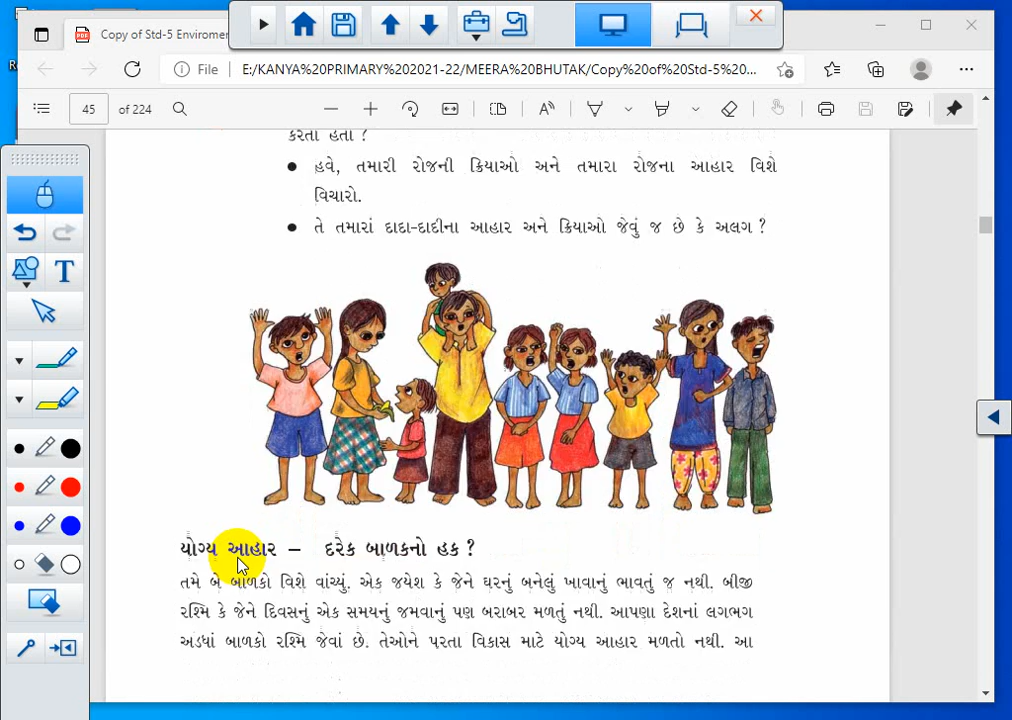 Copy of Std-5 Enviromer
File
E:/KANYA%20PRIMARY%202021-22/MEERA%20BHUTAK/Copy%20of%20Std-5%20...
45 of 224
કરતા હતા ?
● હવે, તમારી રોજની ક્રિયાઓ અને તમારા રોજના આહાર વિશે
વિચારો.
● તે તમારાં દાદા-દાદીના આહાર અને ક્રિયાઓ જેવું જ છે કે અલગ ?
યોગ્ય આહાર – દરેક બાળકનો હક ?
તમે બે બાળકો વિશે વાંચ્યું. એક જયેશ કે જેને ઘરનું બનેલું ખાવાનું ભાવતું જ નથી. બીજી
રશ્મિ કે જેને દિવસનું એક સમયનું જમવાનું પણ બરાબર મળતું નથી. આપણા દેશનાં લગભગ
અડધાં બાળકો રશ્મિ જેવાં છે. તેઓને પરતા વિકાસ માટે યોગ્ય આહાર મળતો નથી. આ